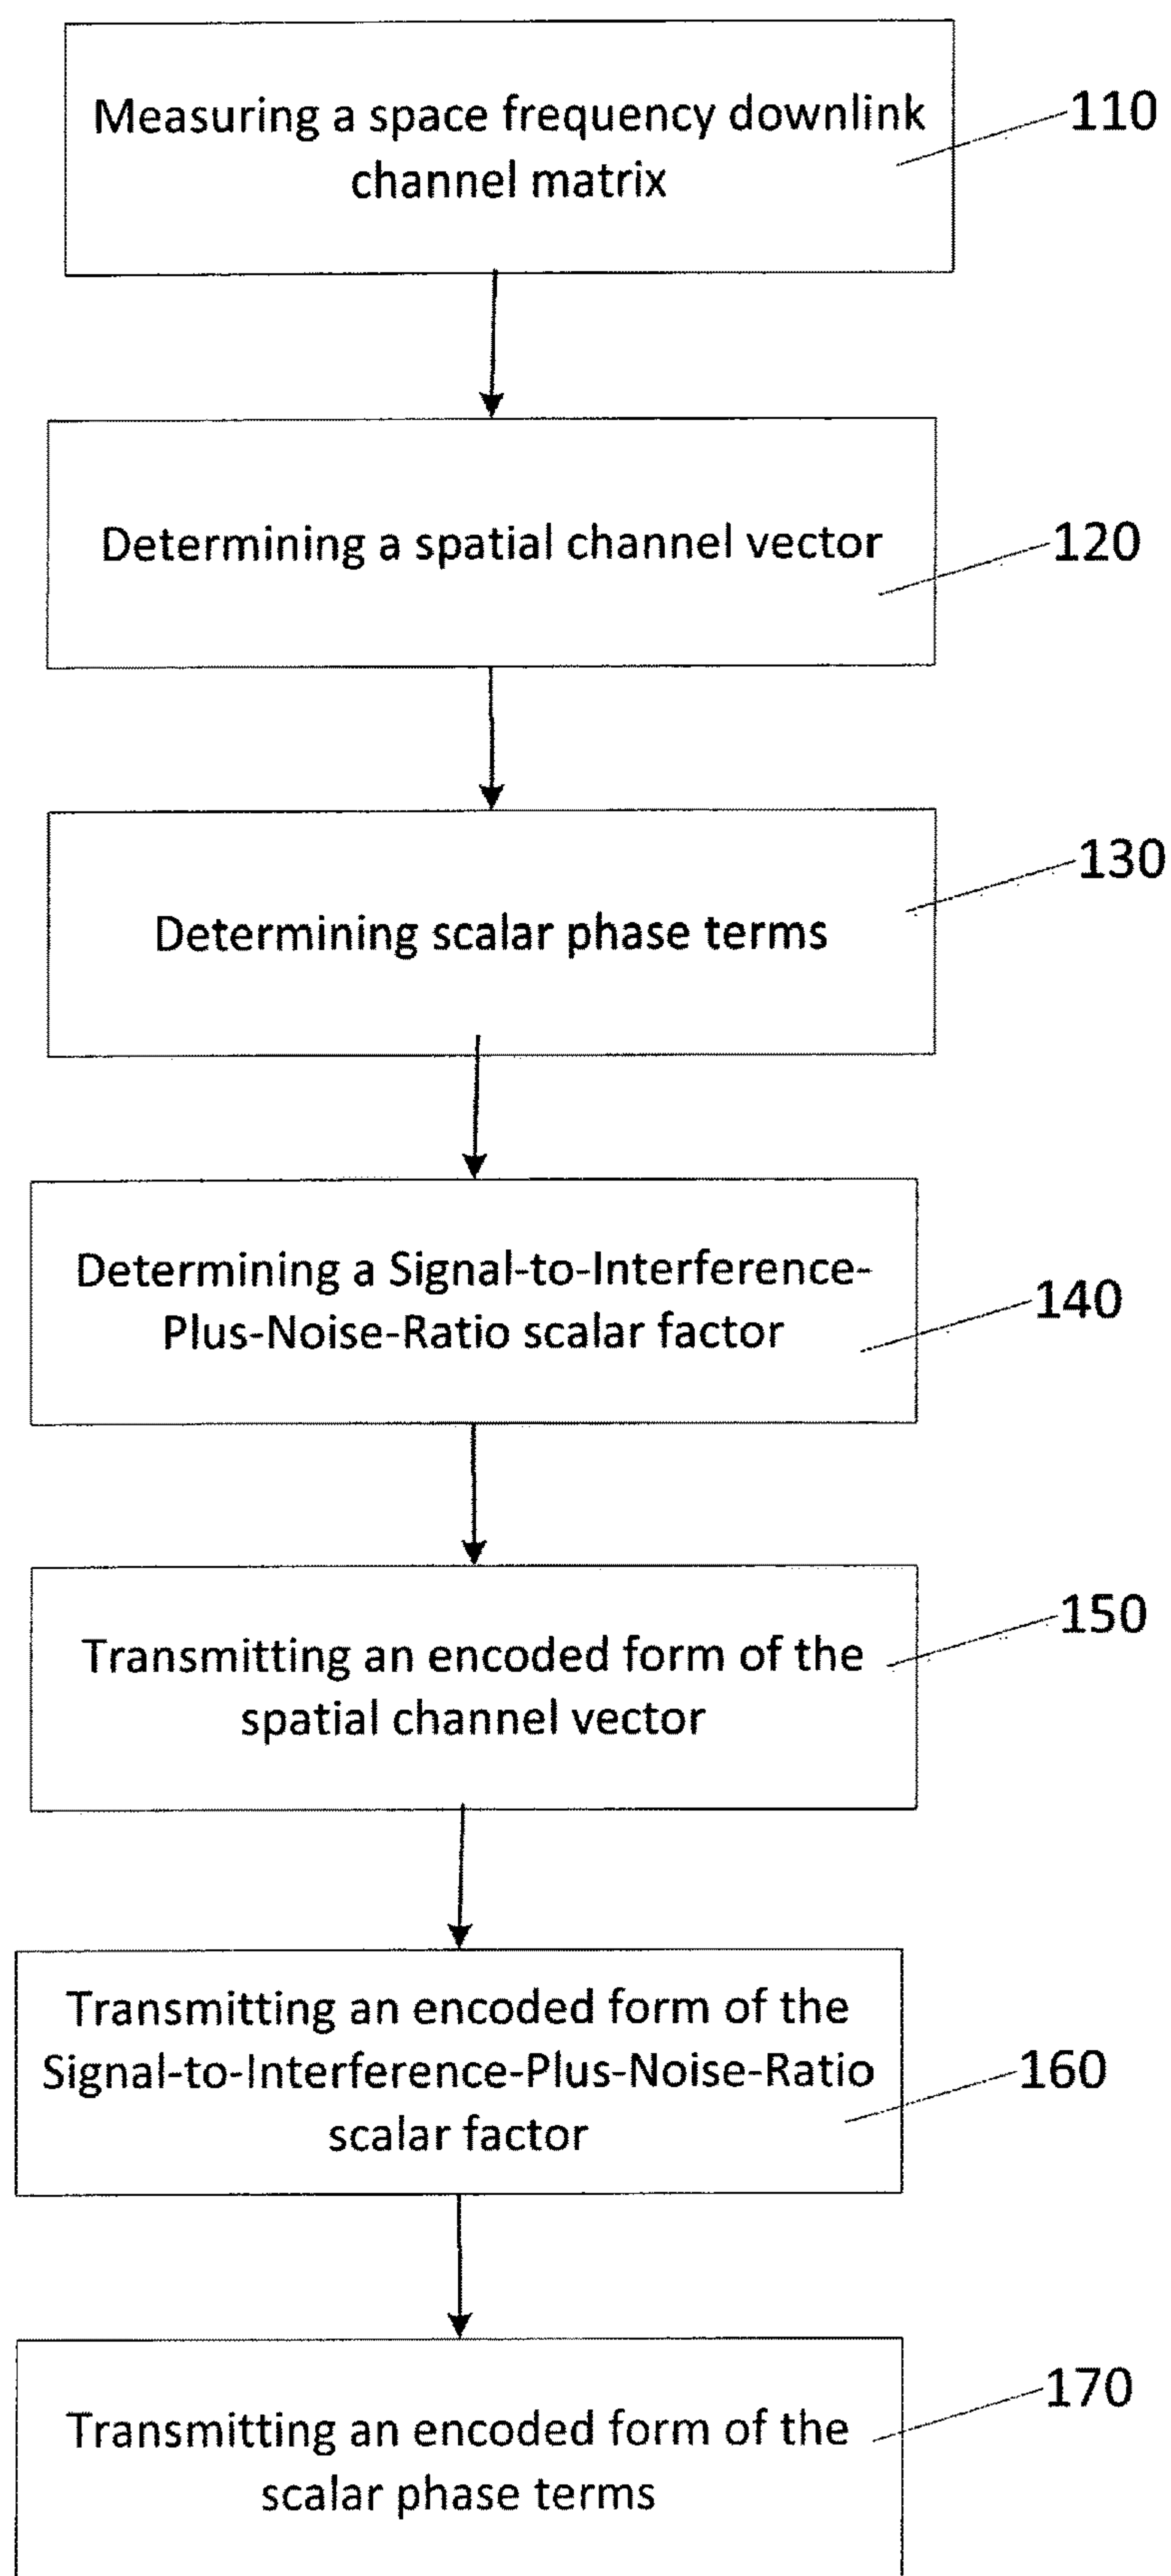 Measuring a space frequency downlink
channel matrix
110
Determining a spatial channel vector
120
Determining scalar phase terms
130
Determining a Signal-to-Interference-
Plus-Noise-Ratio scalar factor
140
Transmitting an encoded form of the
spatial channel vector
150
Transmitting an encoded form of the
Signal-to-Interference-Plus-Noise-Ratio
scalar factor
160
Transmitting an encoded form of the
scalar phase terms
170